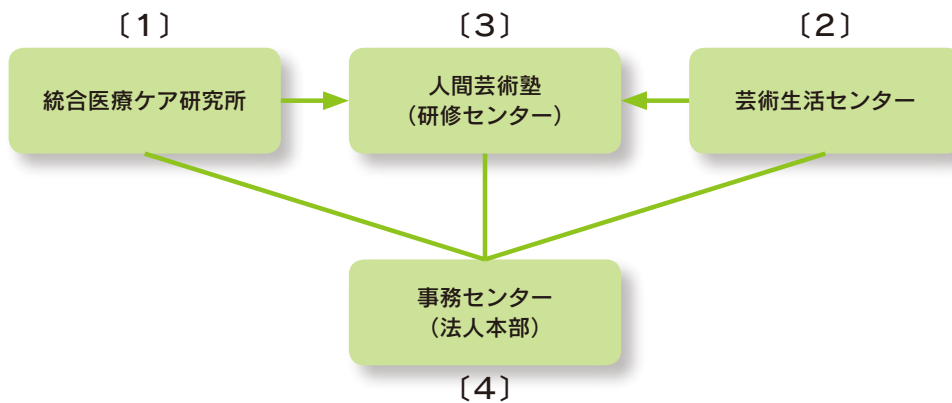 〔1〕
〔3〕
〔2〕
統合医療ケア研究所
人間芸術塾
（研修センター）
芸術生活センター
事務センター
（法人本部）
〔4〕